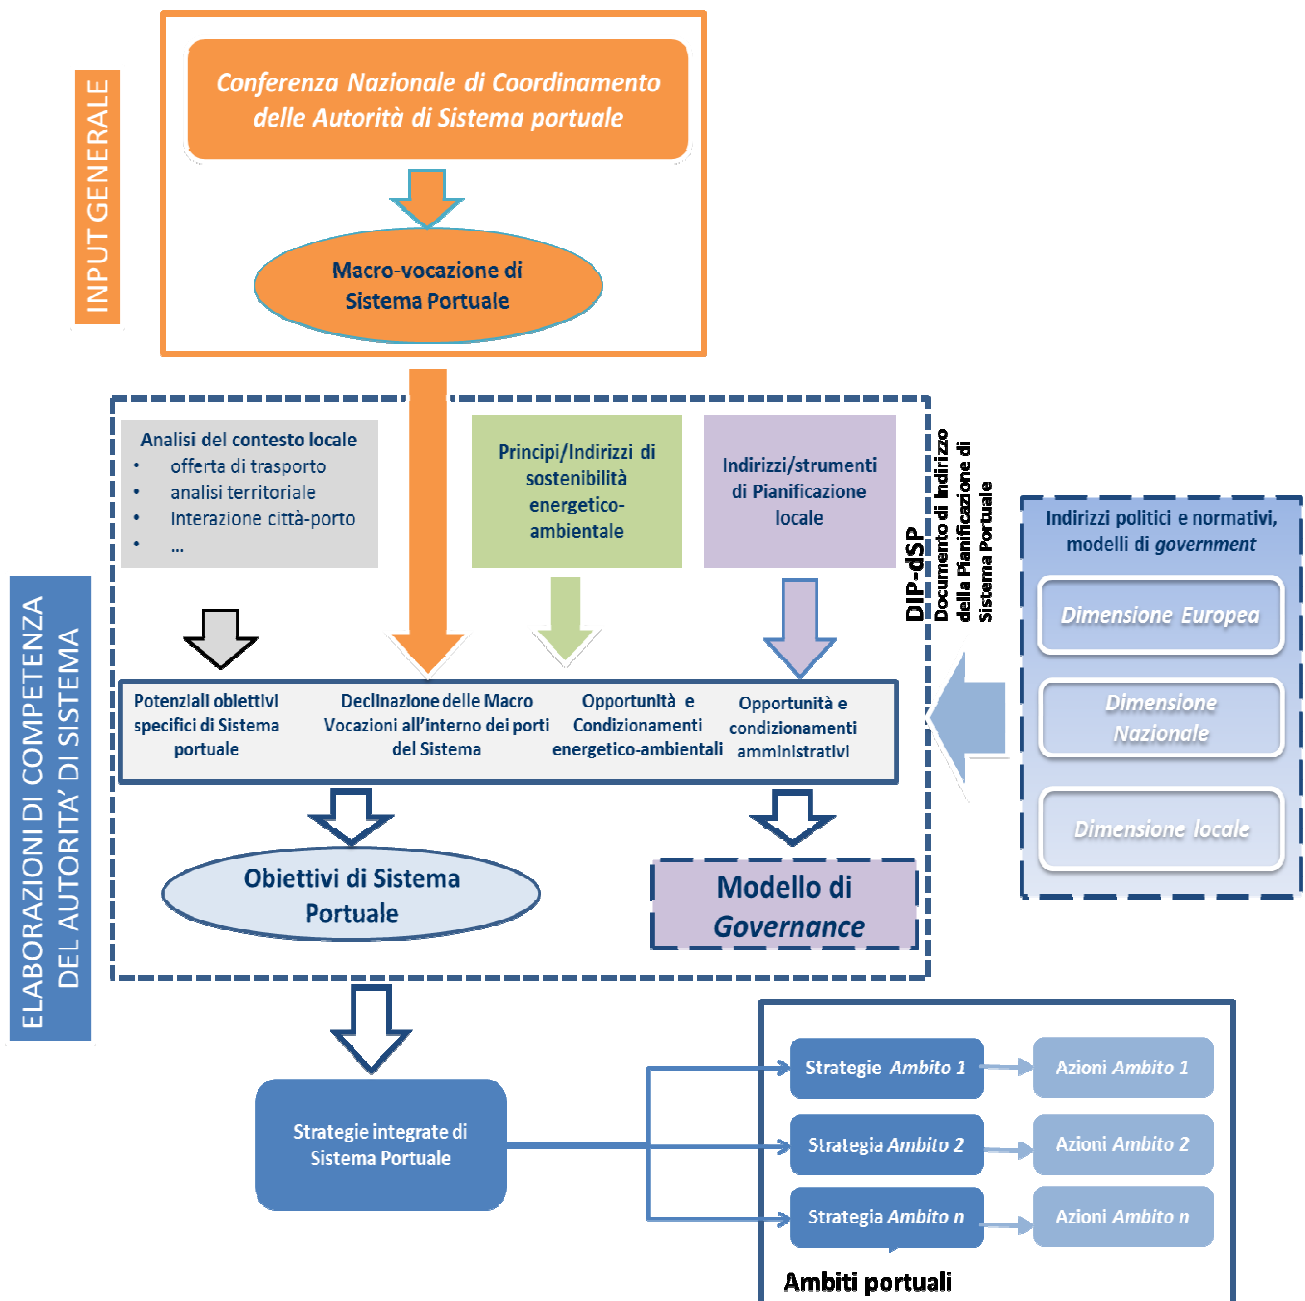 INPUT GENERALE
Conferenza Nazionale di Coordinamento
delle Autorità di Sistema portuale
Macro-vocazione di
Sistema Portuale
ELABORAZIONI DI COMPETENZA
DEL AUTORITA’ DI SISTEMA
Analisi del contesto locale
• offerta di trasporto
• analisi territoriale
• Interazione città-porto
• ...
Principi/Indirizzi di
sostenibilità
energetico-
ambientale
Indirizzi/strumenti
di Pianificazione
locale
DIP-dSP
Documento di Indirizzo
della Pianificazione di
Sistema Portuale
Indirizzi politici e normativi,
modelli di government
Dimensione Europea
Dimensione
Nazionale
Dimensione locale
Potenziali obiettivi
specifici di Sistema
portuale
Declinazione delle Macro
Vocazioni all’interno dei porti
del Sistema
Opportunità e
Condizionamenti
energetico-ambientali
Opportunità e
condizionamenti
amministrativi
Obiettivi di Sistema
Portuale
Modello di
Governance
Strategie integrate di
Sistema Portuale
Strategie Ambito 1
Azioni Ambito 1
Strategia Ambito 2
Azioni Ambito 2
Strategia Ambito n
Azioni Ambito n
Ambiti portuali